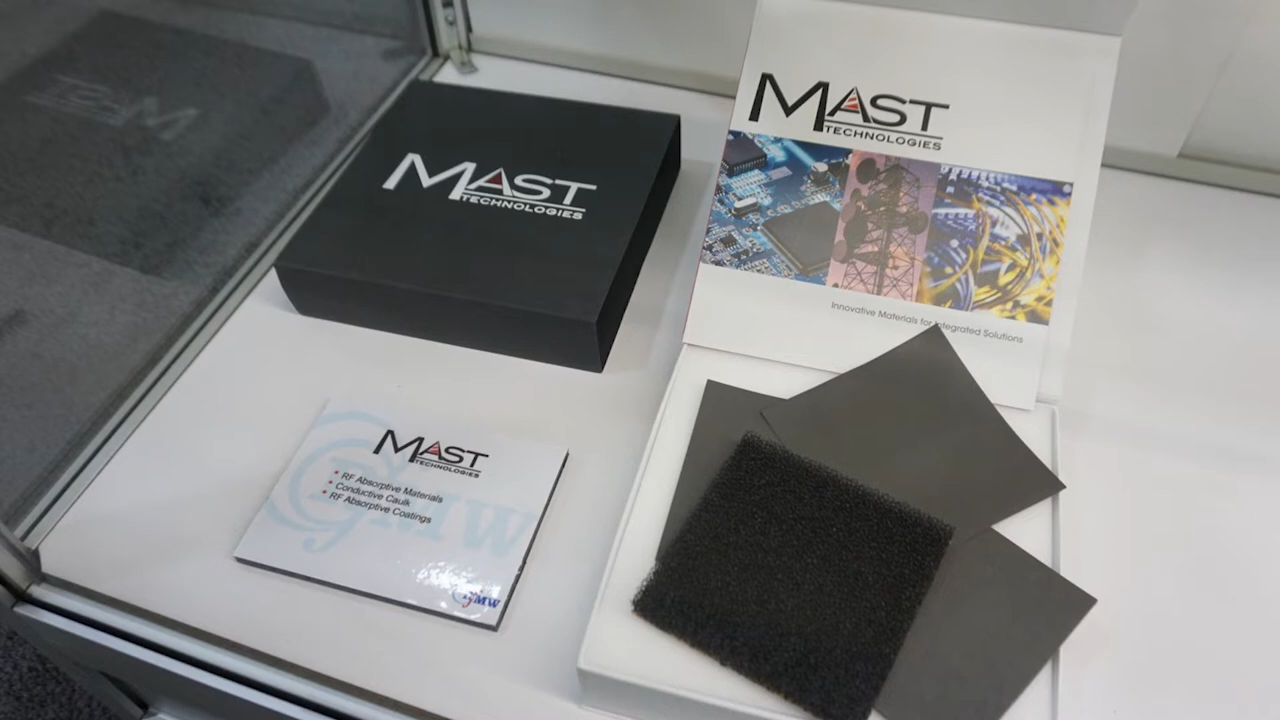 MAST
TECHNOLOGIES
MAST
TECHNOLOGIES
Innovative Materials for Integrated Solutions
MAST
TECHNOLOGIES
RF Absorptive Materials
Conductive Caulk
RF Absorptive Coatings